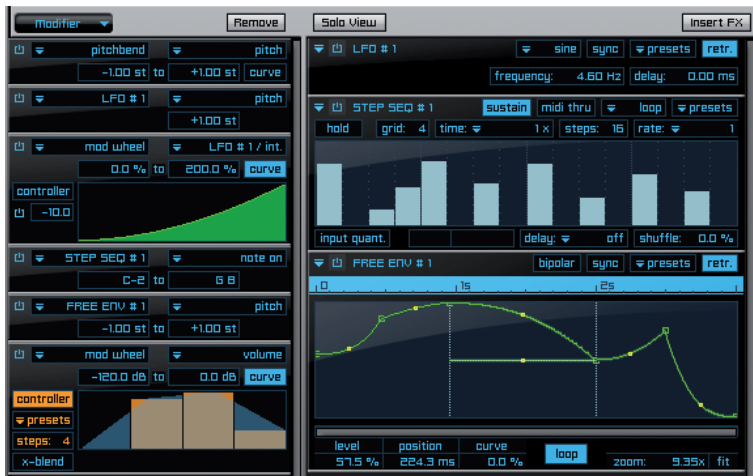 Modifier Remove
pitchbend pitch
-1.00 st to +1.00 st curve
LFO # 1 pitch
+1.00 st
mod wheel LFO # 1 / int.
0.0 % to 200.0 % curve
controller
-10.0
STEP SEQ # 1 note on
C-2 to G 8
FREE ENV # 1 pitch
-1.00 st to +1.00 st
mod wheel volume
-120.0 dB to 0.0 dB curve
controller
presets
steps: 4
x-blend
Solo View Insert FX
LFO # 1 sine sync presets retr.
frequency: 4.60 Hz delay: 0.00 ms
STEP SEQ # 1 sustain midi thru loop presets
hold grid: 4 time: 1 x steps: 16 rate: 1
input quant. delay: off shuffle: 0.0 %
FREE ENV # 1 bipolar sync presets retr.
0 1s 2s
level position curve
57.5 % 224.3 ms 0.0 % loop zoom: 9.35x fit